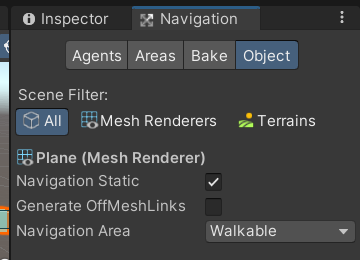 Inspector Navigation
Agents Areas Bake Object
Scene Filter:
All Mesh Renderers Terrains
Plane (Mesh Renderer)
Navigation Static
Generate OffMeshLinks
Navigation Area Walkable